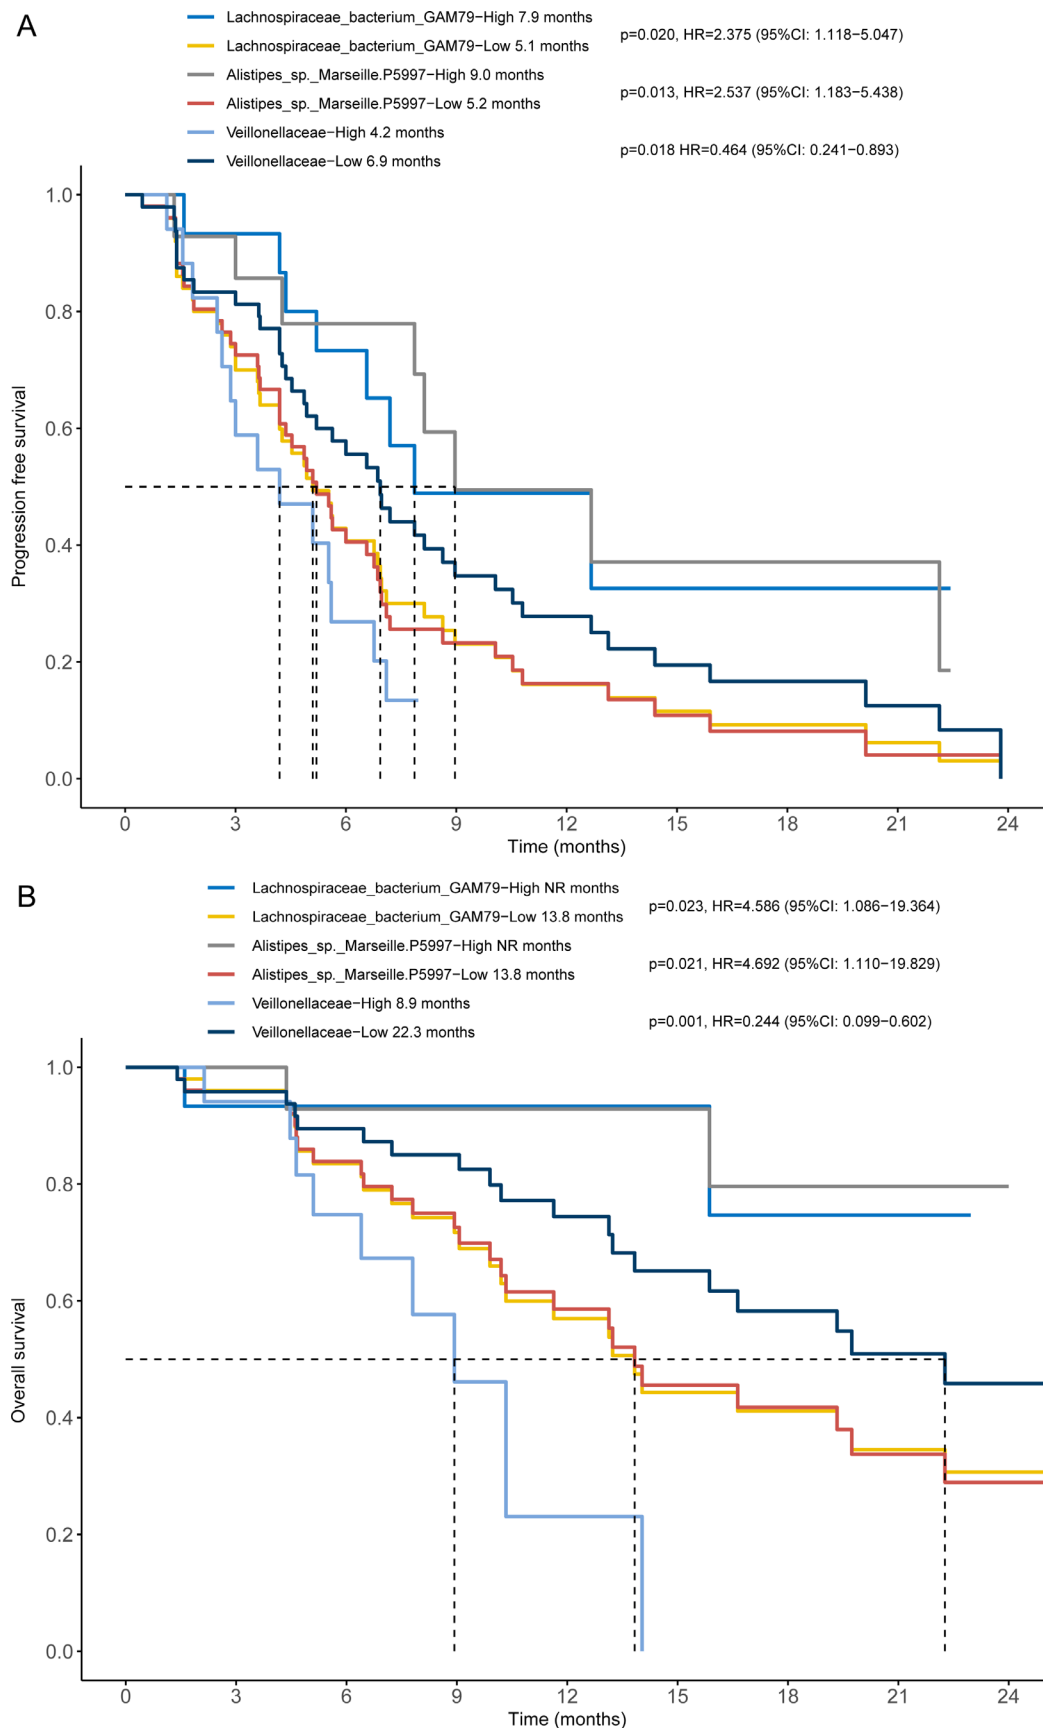 A
Lachnospiraceae_bacterium_GAM79−High 7.9 months
p=0.020, HR=2.375 (95%CI: 1.118−5.047)
Lachnospiraceae_bacterium_GAM79−Low 5.1 months
Alistipes_sp._Marseille.P5997−High 9.0 months
p=0.013, HR=2.537 (95%CI: 1.183−5.438)
Alistipes_sp._Marseille.P5997−Low 5.2 months
Veillonellaceae−High 4.2 months
p=0.018 HR=0.464 (95%CI: 0.241−0.893)
Veillonellaceae−Low 6.9 months
1.0
0.8
0.6
0.4
0.2
0.0
Progression free survival
0 3 6 9 12 15 18 21 24
Time (months)
B
Lachnospiraceae_bacterium_GAM79−High NR months
p=0.023, HR=4.586 (95%CI: 1.086−19.364)
Lachnospiraceae_bacterium_GAM79−Low 13.8 months
Alistipes_sp._Marseille.P5997−High NR months
p=0.021, HR=4.692 (95%CI: 1.110−19.829)
Alistipes_sp._Marseille.P5997−Low 13.8 months
Veillonellaceae−High 8.9 months
p=0.001, HR=0.244 (95%CI: 0.099−0.602)
Veillonellaceae−Low 22.3 months
1.0
0.8
0.6
0.4
0.2
0.0
Overall survival
0 3 6 9 12 15 18 21 24
Time (months)